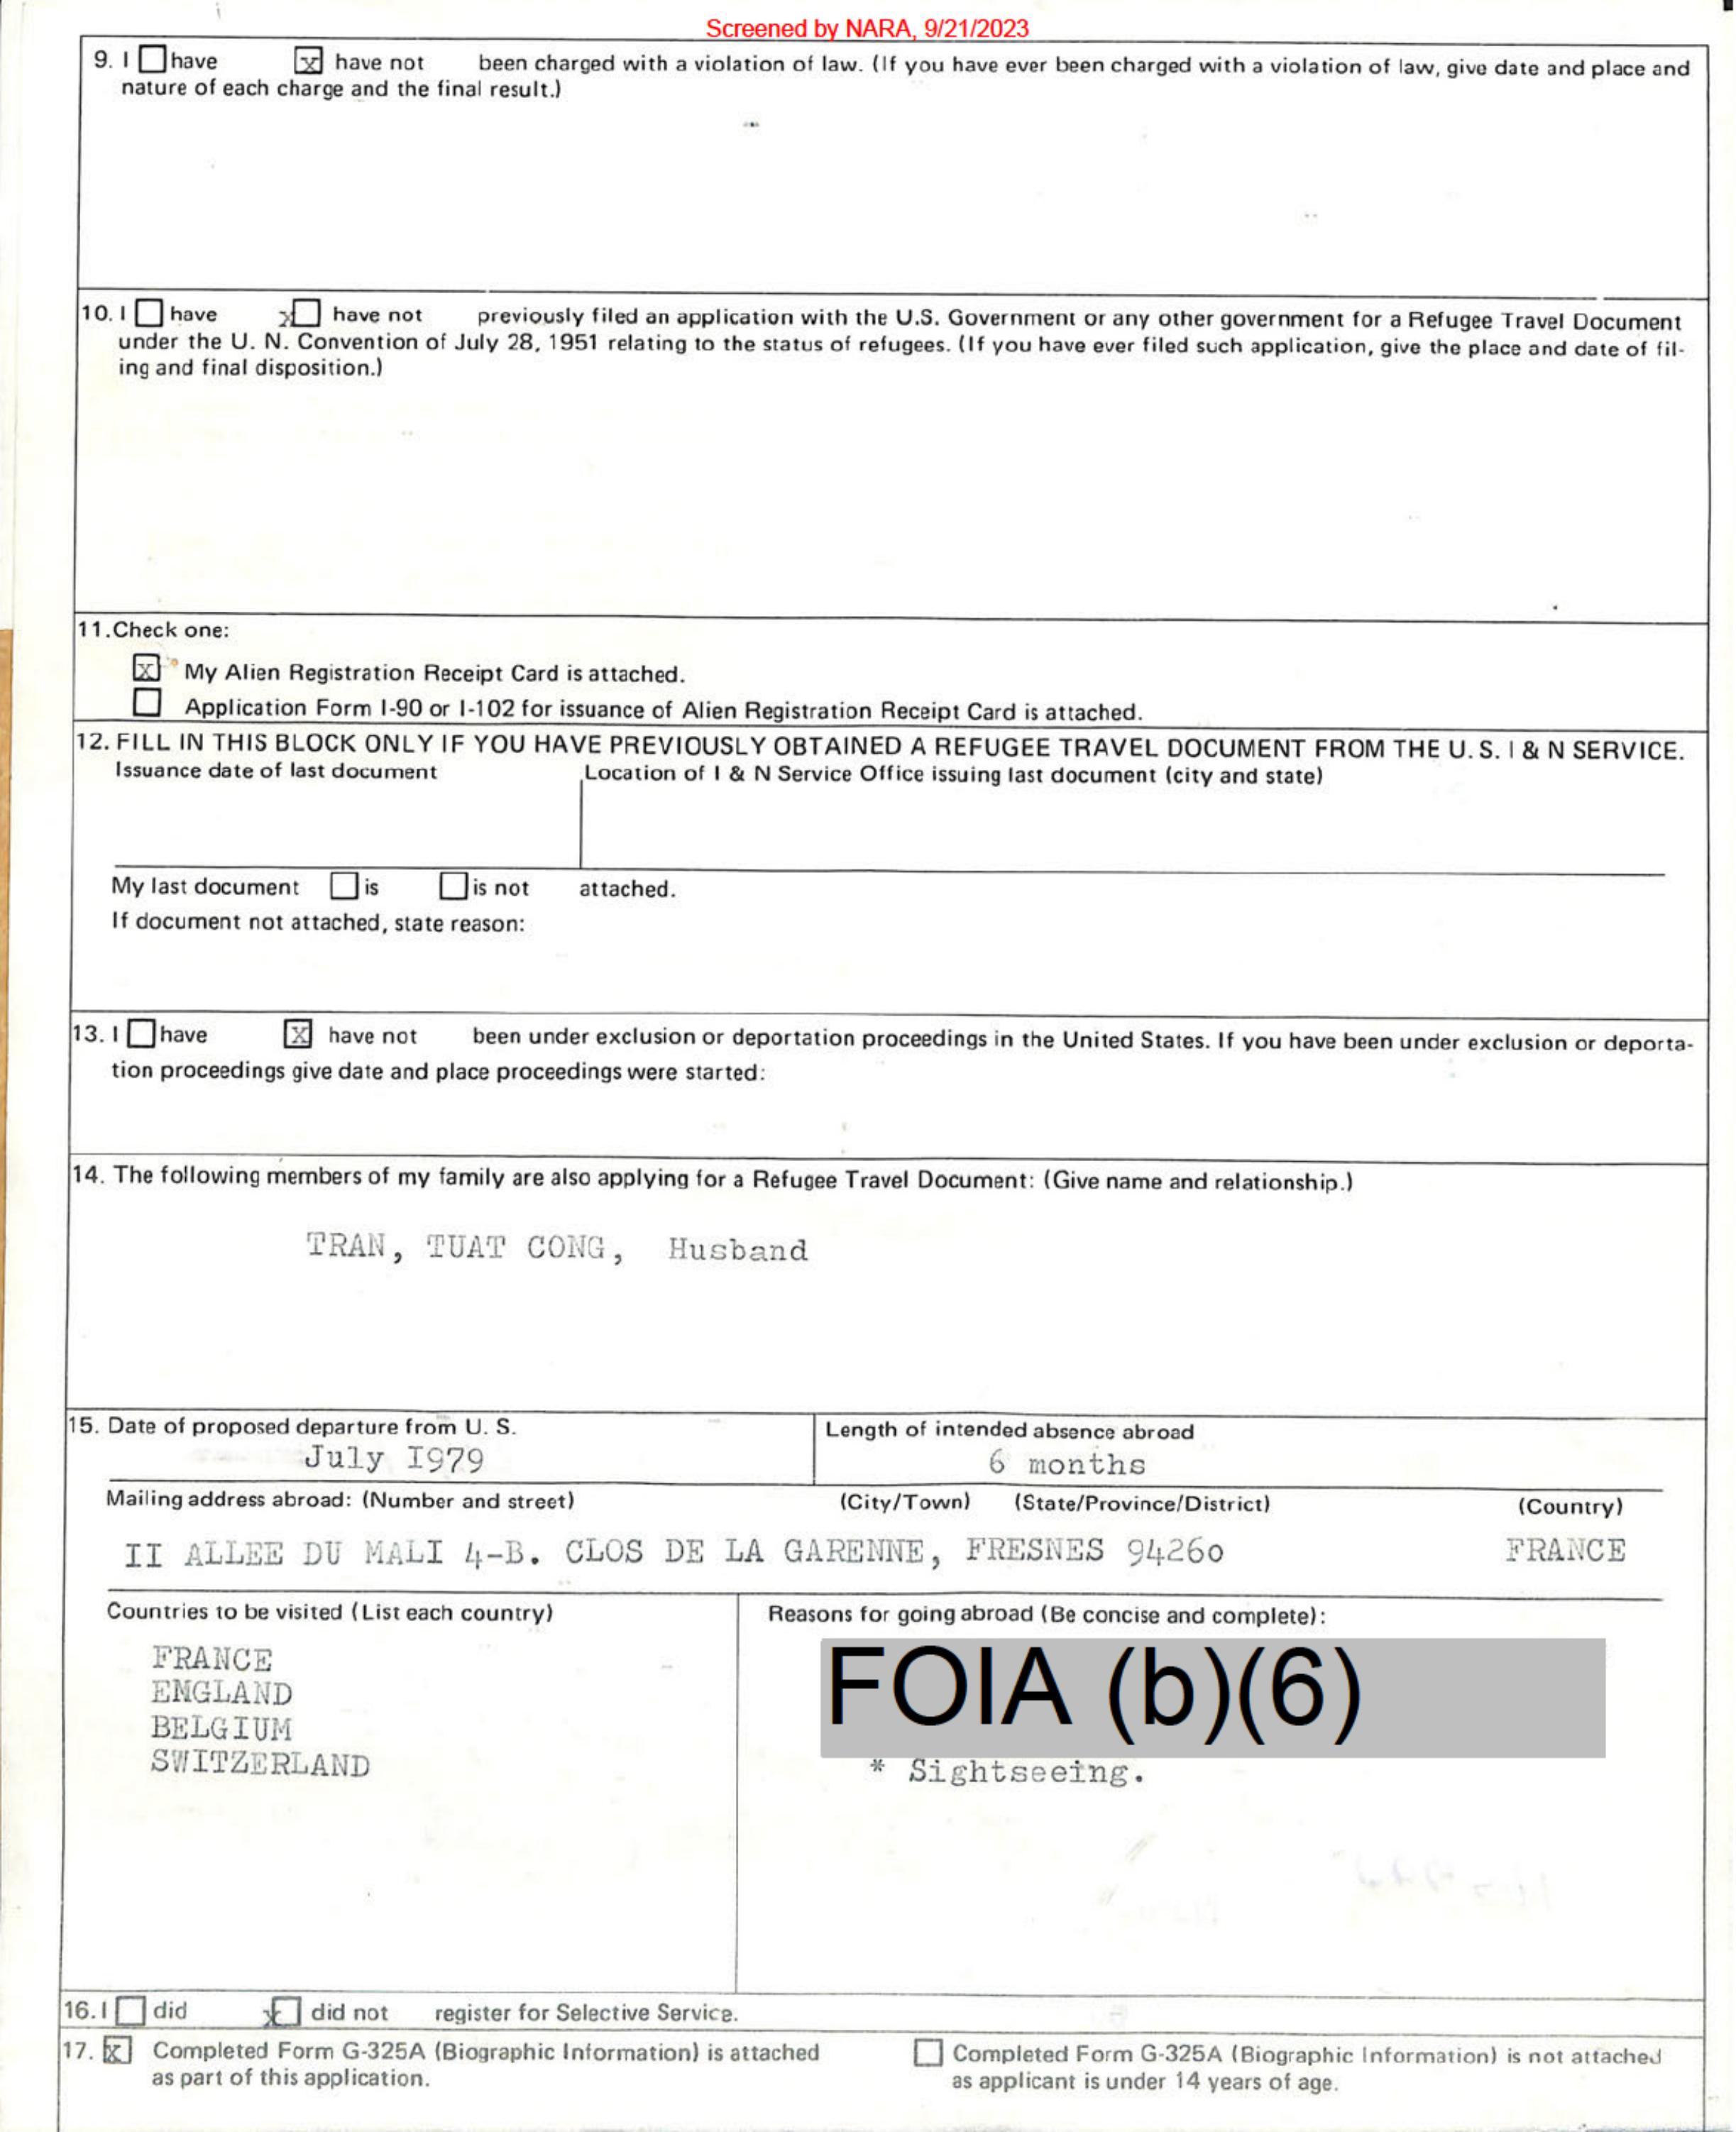 Screened by NARA, 9/21/2023
9. I ☐ have ☒ have not been charged with a violation of law. (If you have ever been charged with a violation of law, give date and place and
nature of each charge and the final result.)
10. I ☐ have ☒ have not previously filed an application with the U.S. Government or any other government for a Refugee Travel Document
under the U. N. Convention of July 28, 1951 relating to the status of refugees. (If you have ever filed such application, give the place and date of fil-
ing and final disposition.)
11.Check one:
☒ My Alien Registration Receipt Card is attached.
☐ Application Form I-90 or I-102 for issuance of Alien Registration Receipt Card is attached.
12. FILL IN THIS BLOCK ONLY IF YOU HAVE PREVIOUSLY OBTAINED A REFUGEE TRAVEL DOCUMENT FROM THE U.S. I & N SERVICE.
Issuance date of last document Location of I & N Service Office issuing last document (city and state)
My last document ☐ is ☐ is not attached.
If document not attached, state reason:
13. I ☐ have ☒ have not been under exclusion or deportation proceedings in the United States. If you have been under exclusion or deporta-
tion proceedings give date and place proceedings were started:
14. The following members of my family are also applying for a Refugee Travel Document: (Give name and relationship.)
TRAN, TUAT CONG, Husband
15. Date of proposed departure from U. S. Length of intended absence abroad
July I979 6 months
Mailing address abroad: (Number and street) (City/Town) (State/Province/District) (Country)
II ALLEE DU MALI 4-B. CLOS DE LA GARENNE, FRESNES 9426o FRANCE
Countries to be visited (List each country) Reasons for going abroad (Be concise and complete):
FRANCE
ENGLAND
BELGIUM
SWITZERLAND
FOIA (b)(6)
* Sightseeing.
16. I ☐ did ☒ did not register for Selective Service.
17. ☒ Completed Form G-325A (Biographic Information) is attached ☐ Completed Form G-325A (Biographic Information) is not attached
as part of this application. as applicant is under 14 years of age.